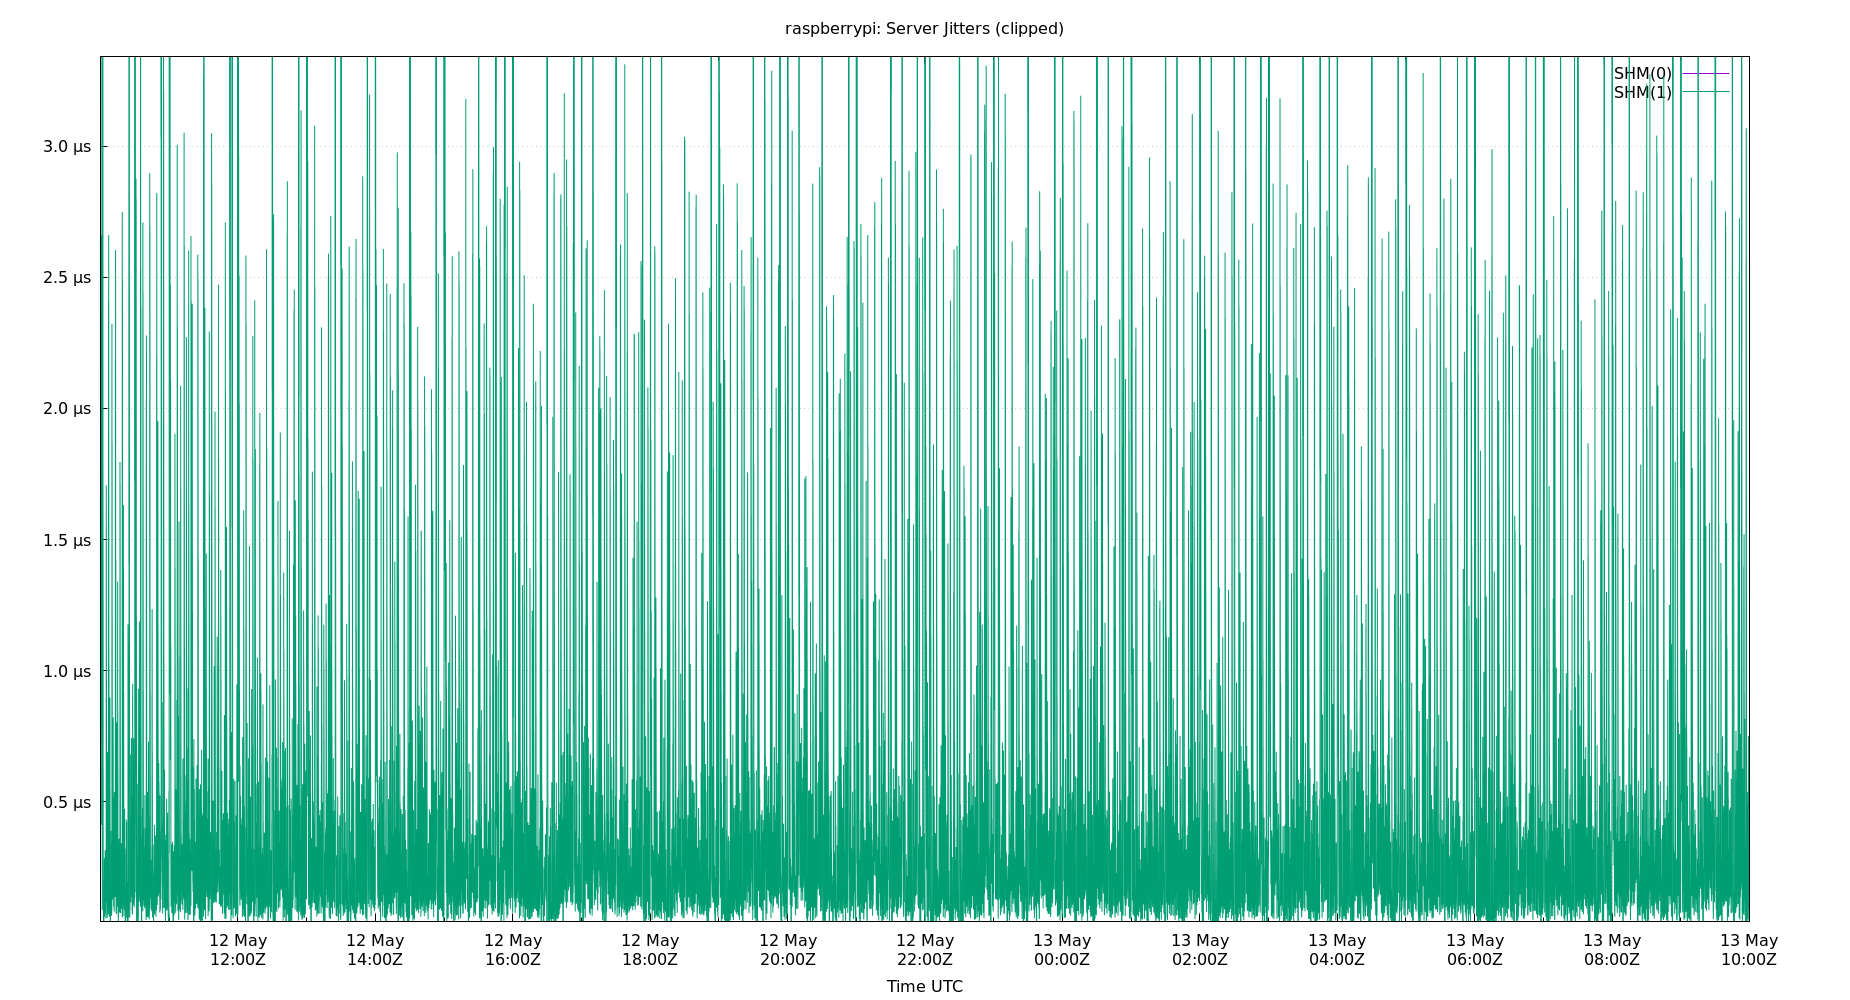 raspberrypi: Server Jitters (clipped)
SHM(0)
SHM(1)
3.0 µs
2.5 µs
2.0 µs
1.5 µs
1.0 µs
0.5 µs
12 May 12 May 12 May 12 May 12 May 12 May 13 May 13 May 13 May 13 May 13 May 13 May
12:00Z 14:00Z 16:00Z 18:00Z 20:00Z 22:00Z 00:00Z 02:00Z 04:00Z 06:00Z 08:00Z 10:00Z
Time UTC